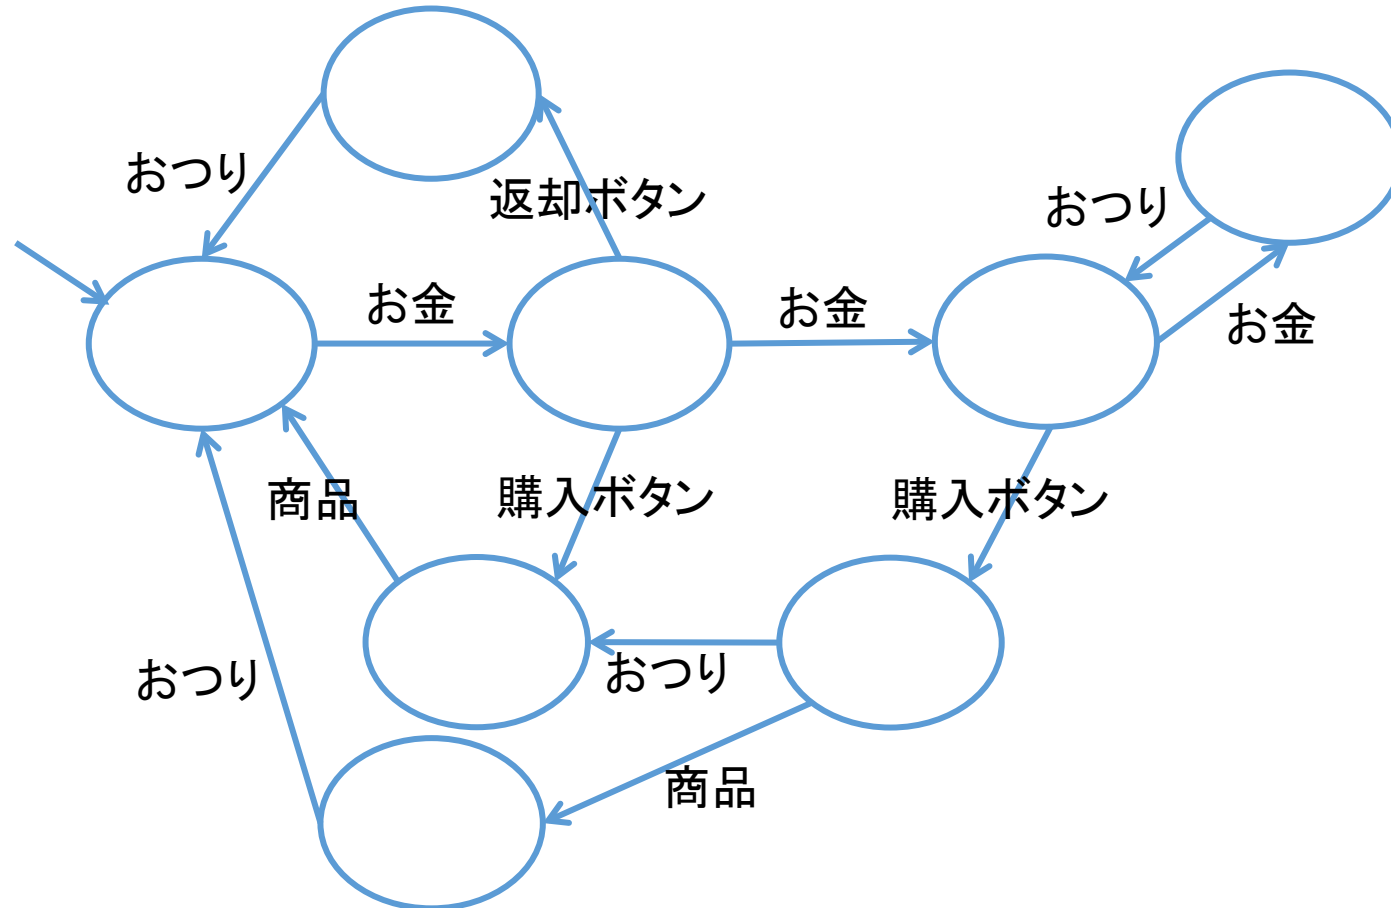 おつり
返却ボタン
おつり
お金
お金
お金
商品
購入ボタン
購入ボタン
おつり
おつり
商品